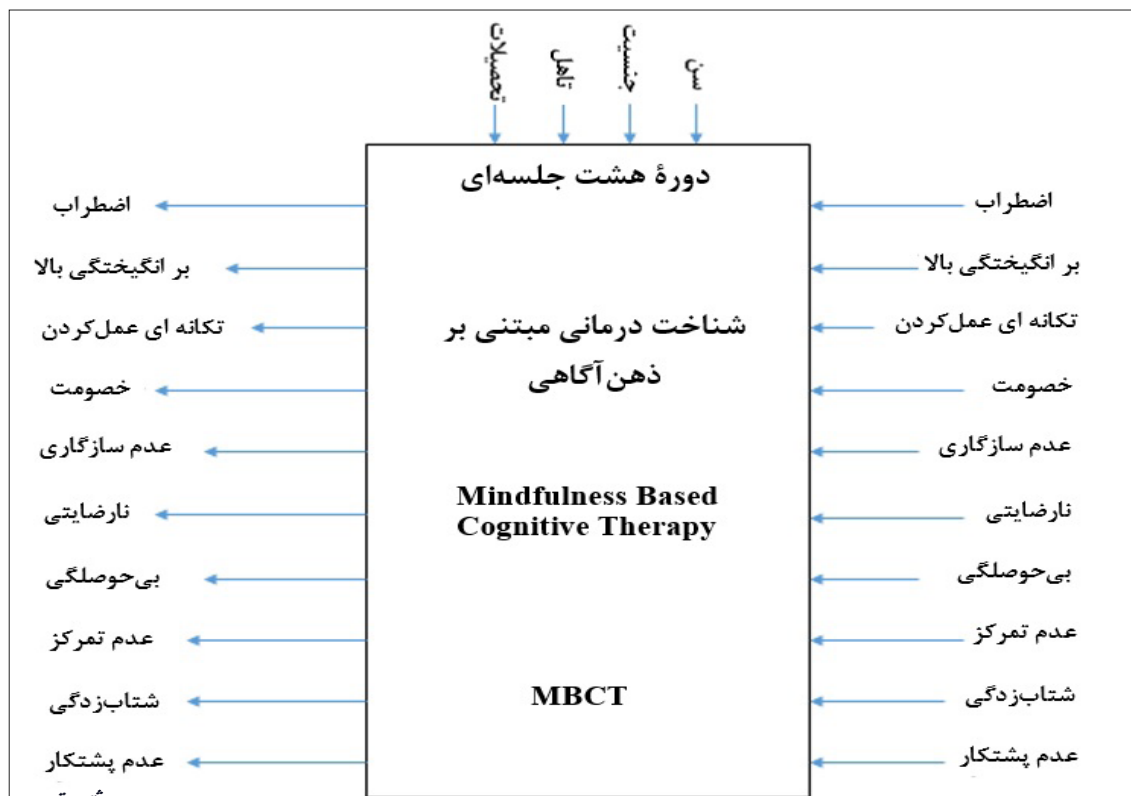 سن
جنسیت
تاهل
تحصیلات
دورهٔ هشت جلسه‌ای
شناخت درمانی مبتنی بر
ذهن‌آگاهی
Mindfulness Based
Cognitive Therapy
MBCT
اضطراب
بر انگیختگی بالا
تکانه ای عمل‌کردن
خصومت
عدم سازگاری
نارضایتی
بی‌حوصلگی
عدم تمرکز
شتاب‌زدگی
عدم پشتکار
اضطراب
بر انگیختگی بالا
تکانه ای عمل‌کردن
خصومت
عدم سازگاری
نارضایتی
بی‌حوصلگی
عدم تمرکز
شتاب‌زدگی
عدم پشتکار